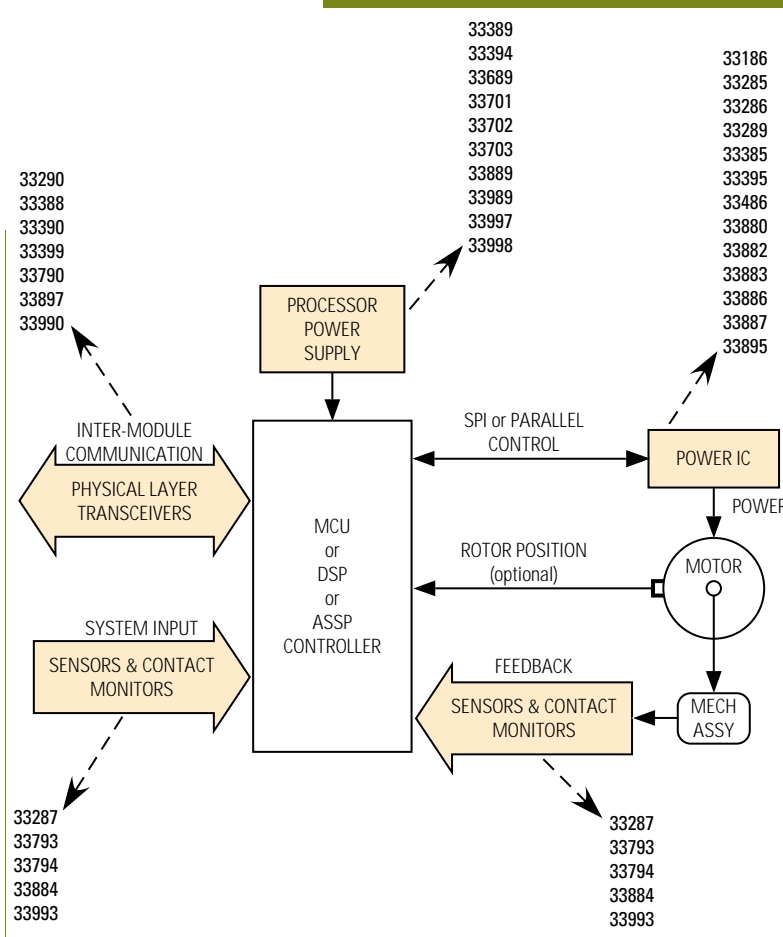 33389
33394
33689
33701
33702
33703
33889
33989
33997
33998
33186
33285
33286
33289
33385
33395
33486
33880
33882
33883
33886
33887
33895
33290
33388
33390
33399
33790
33897
33990
PROCESSOR
POWER
SUPPLY
INTER-MODULE
COMMUNICATION
PHYSICAL LAYER
TRANSCEIVERS
SPI or PARALLEL
CONTROL
POWER IC
POWER
MCU
or
DSP
or
ASSP
CONTROLLER
ROTOR POSITION
(optional)
MOTOR
SYSTEM INPUT
SENSORS & CONTACT
MONITORS
FEEDBACK
SENSORS & CONTACT
MONITORS
MECH
ASSY
33287
33793
33794
33884
33993
33287
33793
33794
33884
33993